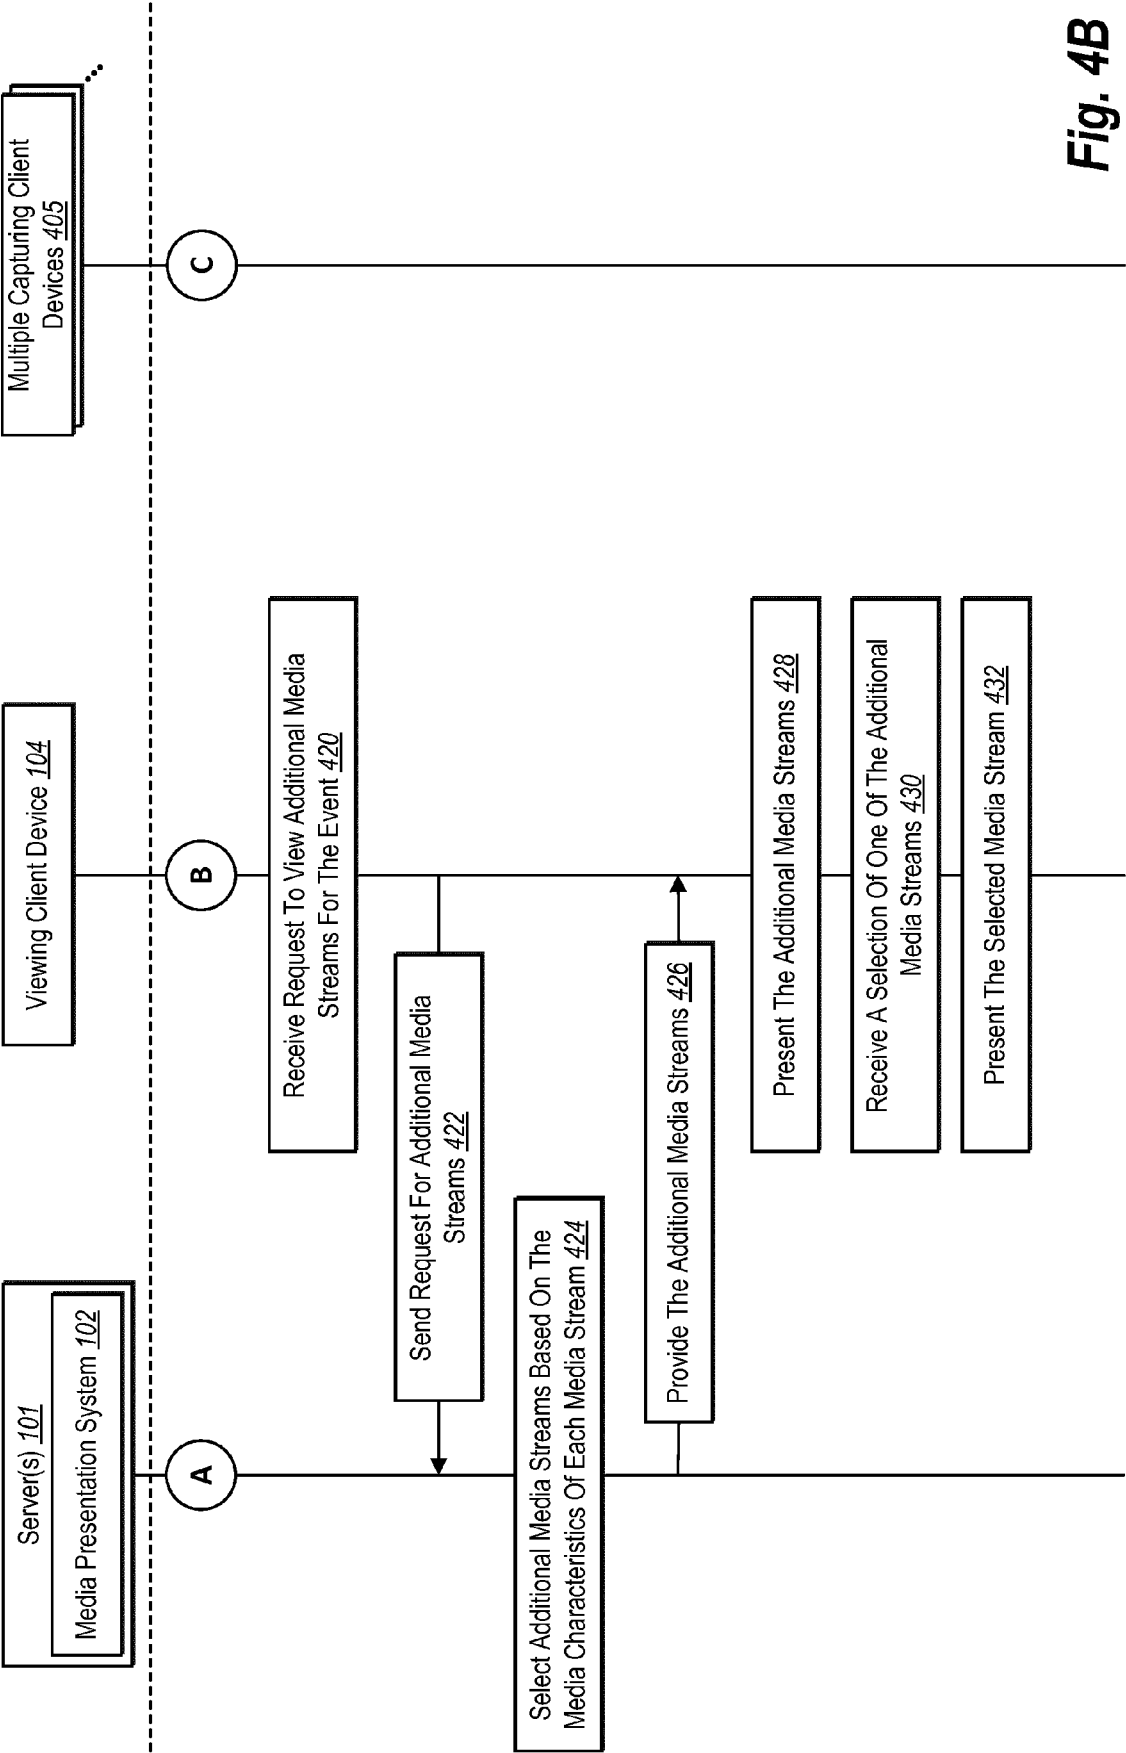 Server(s) 101
Media Presentation System 102
Viewing Client Device 104
Multiple Capturing Client
Devices 405
A
B
C
Receive Request To View Additional Media
Streams For The Event 420
Send Request For Additional Media
Streams 422
Select Additional Media Streams Based On The
Media Characteristics Of Each Media Stream 424
Provide The Additional Media Streams 426
Present The Additional Media Streams 428
Receive A Selection Of One Of The Additional
Media Streams 430
Present The Selected Media Stream 432
Fig. 4B